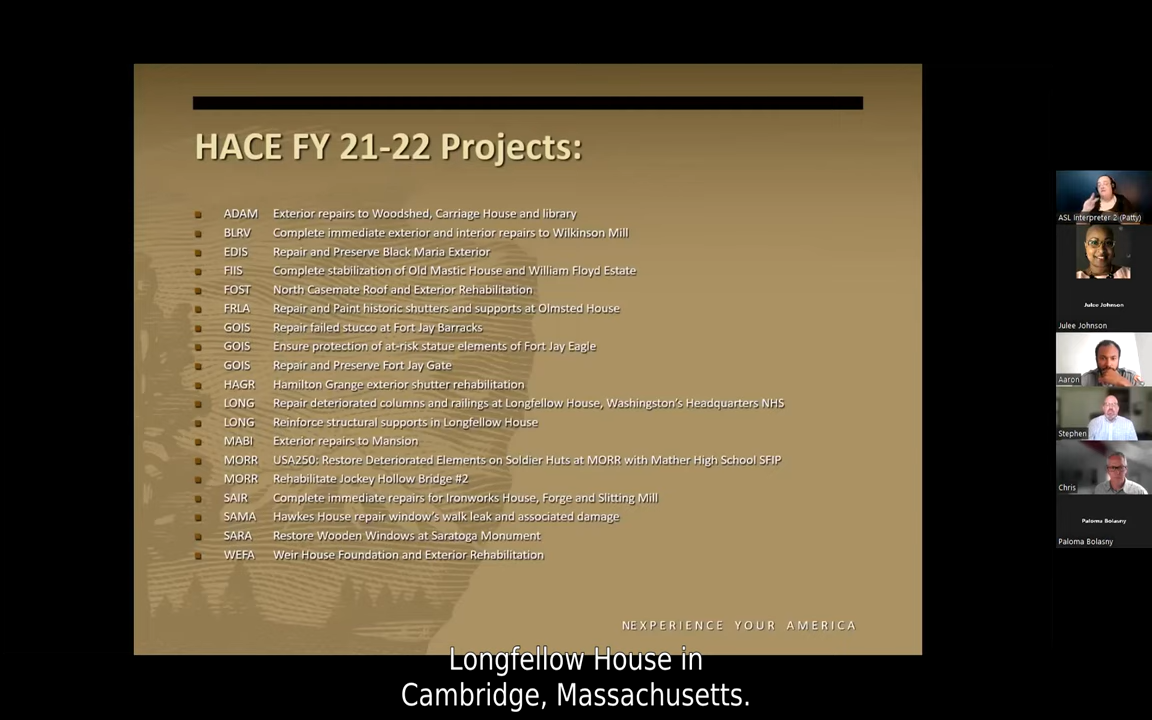 HACE FY 21-22 Projects:
ADAM Exterior repairs to Woodshed, Carriage House and library
BLRV Complete immediate exterior and interior repairs to Wilkinson Mill
EDIS Repair and Preserve Black Maria Exterior
FIIS Complete stabilization of Old Mastic House and William Floyd Estate
FOST North Casemate Roof and Exterior Rehabilitation
FRLA Repair and Paint historic shutters and supports at Olmsted House
GOIS Repair failed stucco at Fort Jay Barracks
GOIS Ensure protection of at-risk statue elements of Fort Jay Eagle
GOIS Repair and Preserve Fort Jay Gate
HAGR Hamilton Grange exterior shutter rehabilitation
LONG Repair deteriorated columns and railings at Longfellow House, Washingston's Headquarters NHS
LONG Reinforce structural supports in Longfellow House
MABI Exterior repairs to Mansion
MORR USA250: Restore Deteriorated Elements on Soldier Huts at MORR with Mather High School SFIP
MORR Rehabilitate Jockey Hollow Bridge #2
SAIR Complete immediate repairs for Ironworks House, Forge and Slitting Mill
SAMA Hawkes House repair window's walk leak and associated damage
SARA Restore Wooden Windows at Saratoga Monument
WEFA Weir House Foundation and Exterior Rehabilitation
NEXPERIENCE YOUR AMERICA
Longfellow House in
Cambridge, Massachusetts.
ASL Interpreter 2 (Patty)
Julee Johnson
Julee Johnson
Aaron
Stephen
Chris
Paloma Bolasny
Paloma Bolasny